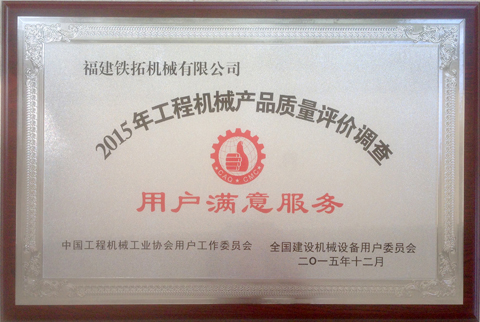 福建铁拓机械有限公司
2015年工程机械产品质量评价调查
CAQ·CMC
用户满意服务
中国工程机械工业协会用户工作委员会 全国建设机械设备用户委员会
二〇一五年十二月